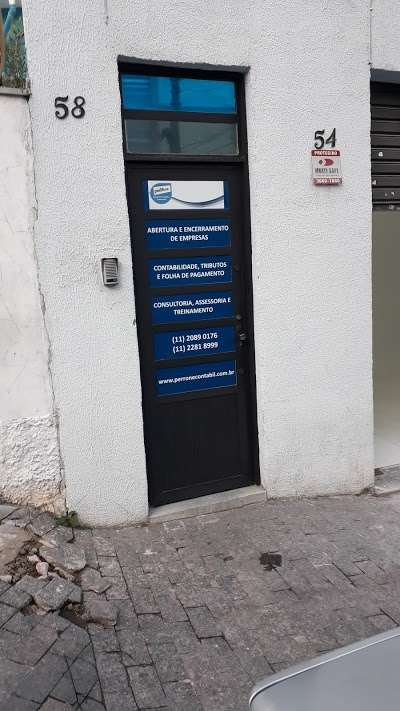 58
54
PROTEGIDO
ABERTURA E ENCERRAMENTO
DE EMPRESAS
CONTABILIDADE, TRIBUTOS
E FOLHA DE PAGAMENTO
CONSULTORIA, ASSESSORIA E
TREINAMENTO
(11) 2089 0176
(11) 2281 8999
www.perronecontabil.com.br